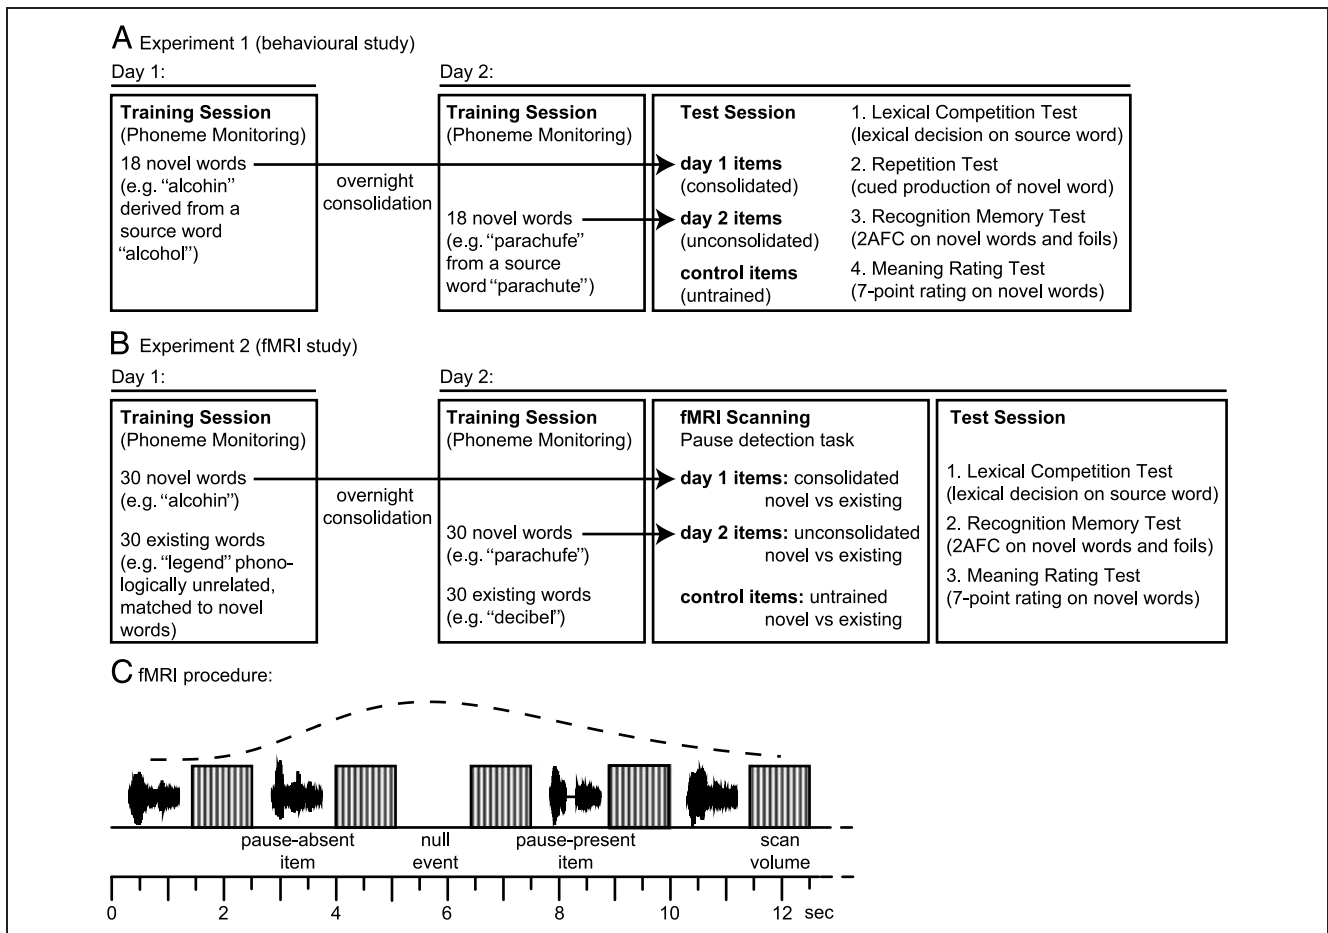 A Experiment 1 (behavioural study)
Day 1:
Day 2:
Training Session
(Phoneme Monitoring)
18 novel words
(e.g. “alcohin”
derived from a
source word
“alcohol”)
overnight
consolidation
Training Session
(Phoneme Monitoring)
18 novel words
(e.g. “parachufe”
from a source
word “parachute”)
Test Session
day 1 items
(consolidated)
day 2 items
(unconsolidated)
control items
(untrained)
1. Lexical Competition Test
(lexical decision on source word)
2. Repetition Test
(cued production of novel word)
3. Recognition Memory Test
(2AFC on novel words and foils)
4. Meaning Rating Test
(7-point rating on novel words)
B Experiment 2 (fMRI study)
Day 1:
Day 2:
Training Session
(Phoneme Monitoring)
30 novel words
(e.g. “alcohin”)
30 existing words
(e.g. “legend” phono-
logically unrelated,
matched to novel
words)
overnight
consolidation
Training Session
(Phoneme Monitoring)
30 novel words
(e.g. “parachufe”)
30 existing words
(e.g. “decibel”)
fMRI Scanning
Pause detection task
day 1 items: consolidated
novel vs existing
day 2 items: unconsolidated
novel vs existing
control items: untrained
novel vs existing
Test Session
1. Lexical Competition Test
(lexical decision on source word)
2. Recognition Memory Test
(2AFC on novel words and foils)
3. Meaning Rating Test
(7-point rating on novel words)
C fMRI procedure:
pause-absent
item
null
event
pause-present
item
scan
volume
0 2 4 6 8 10 12 sec